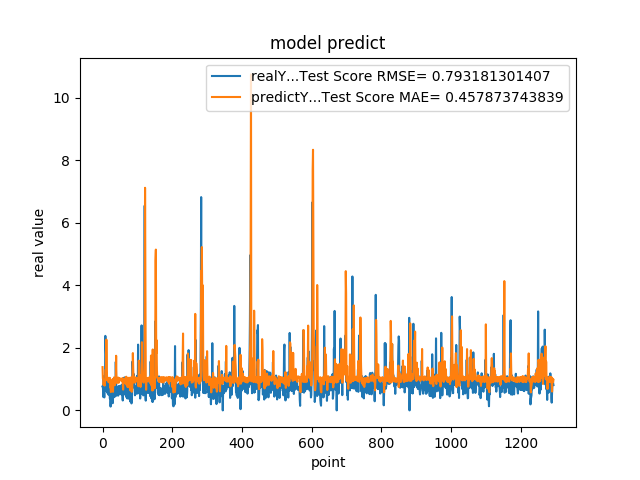 model predict
realY...Test Score RMSE= 0.793181301407
predictY...Test Score MAE= 0.457873743839
10
8
6
4
2
0
real value
0 200 400 600 800 1000 1200
point